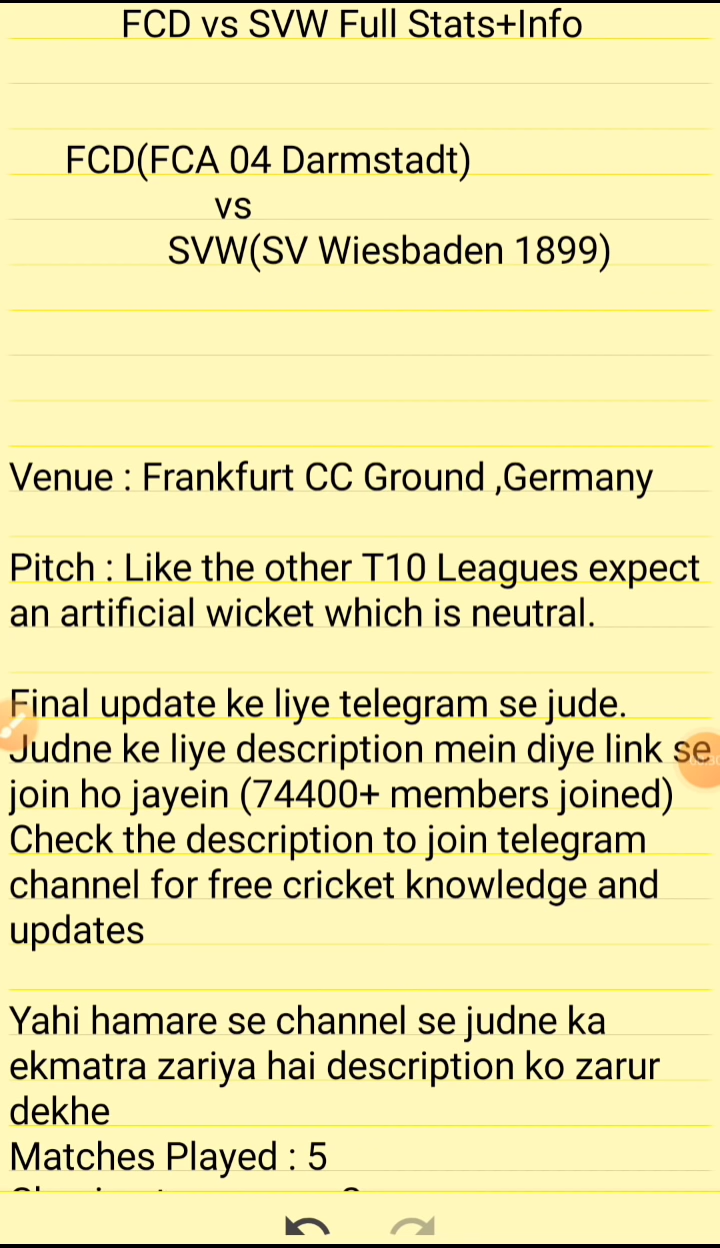 FCD vs SVW Full Stats+Info
FCD(FCA 04 Darmstadt)
vs
SVW(SV Wiesbaden 1899)
Venue : Frankfurt CC Ground ,Germany
Pitch : Like the other T10 Leagues expect
an artificial wicket which is neutral.
Final update ke liye telegram se jude.
Judne ke liye description mein diye link se
join ho jayein (74400+ members joined)
Check the description to join telegram
channel for free cricket knowledge and
updates
Yahi hamare se channel se judne ka
ekmatra zariya hai description ko zarur
dekhe
Matches Played : 5